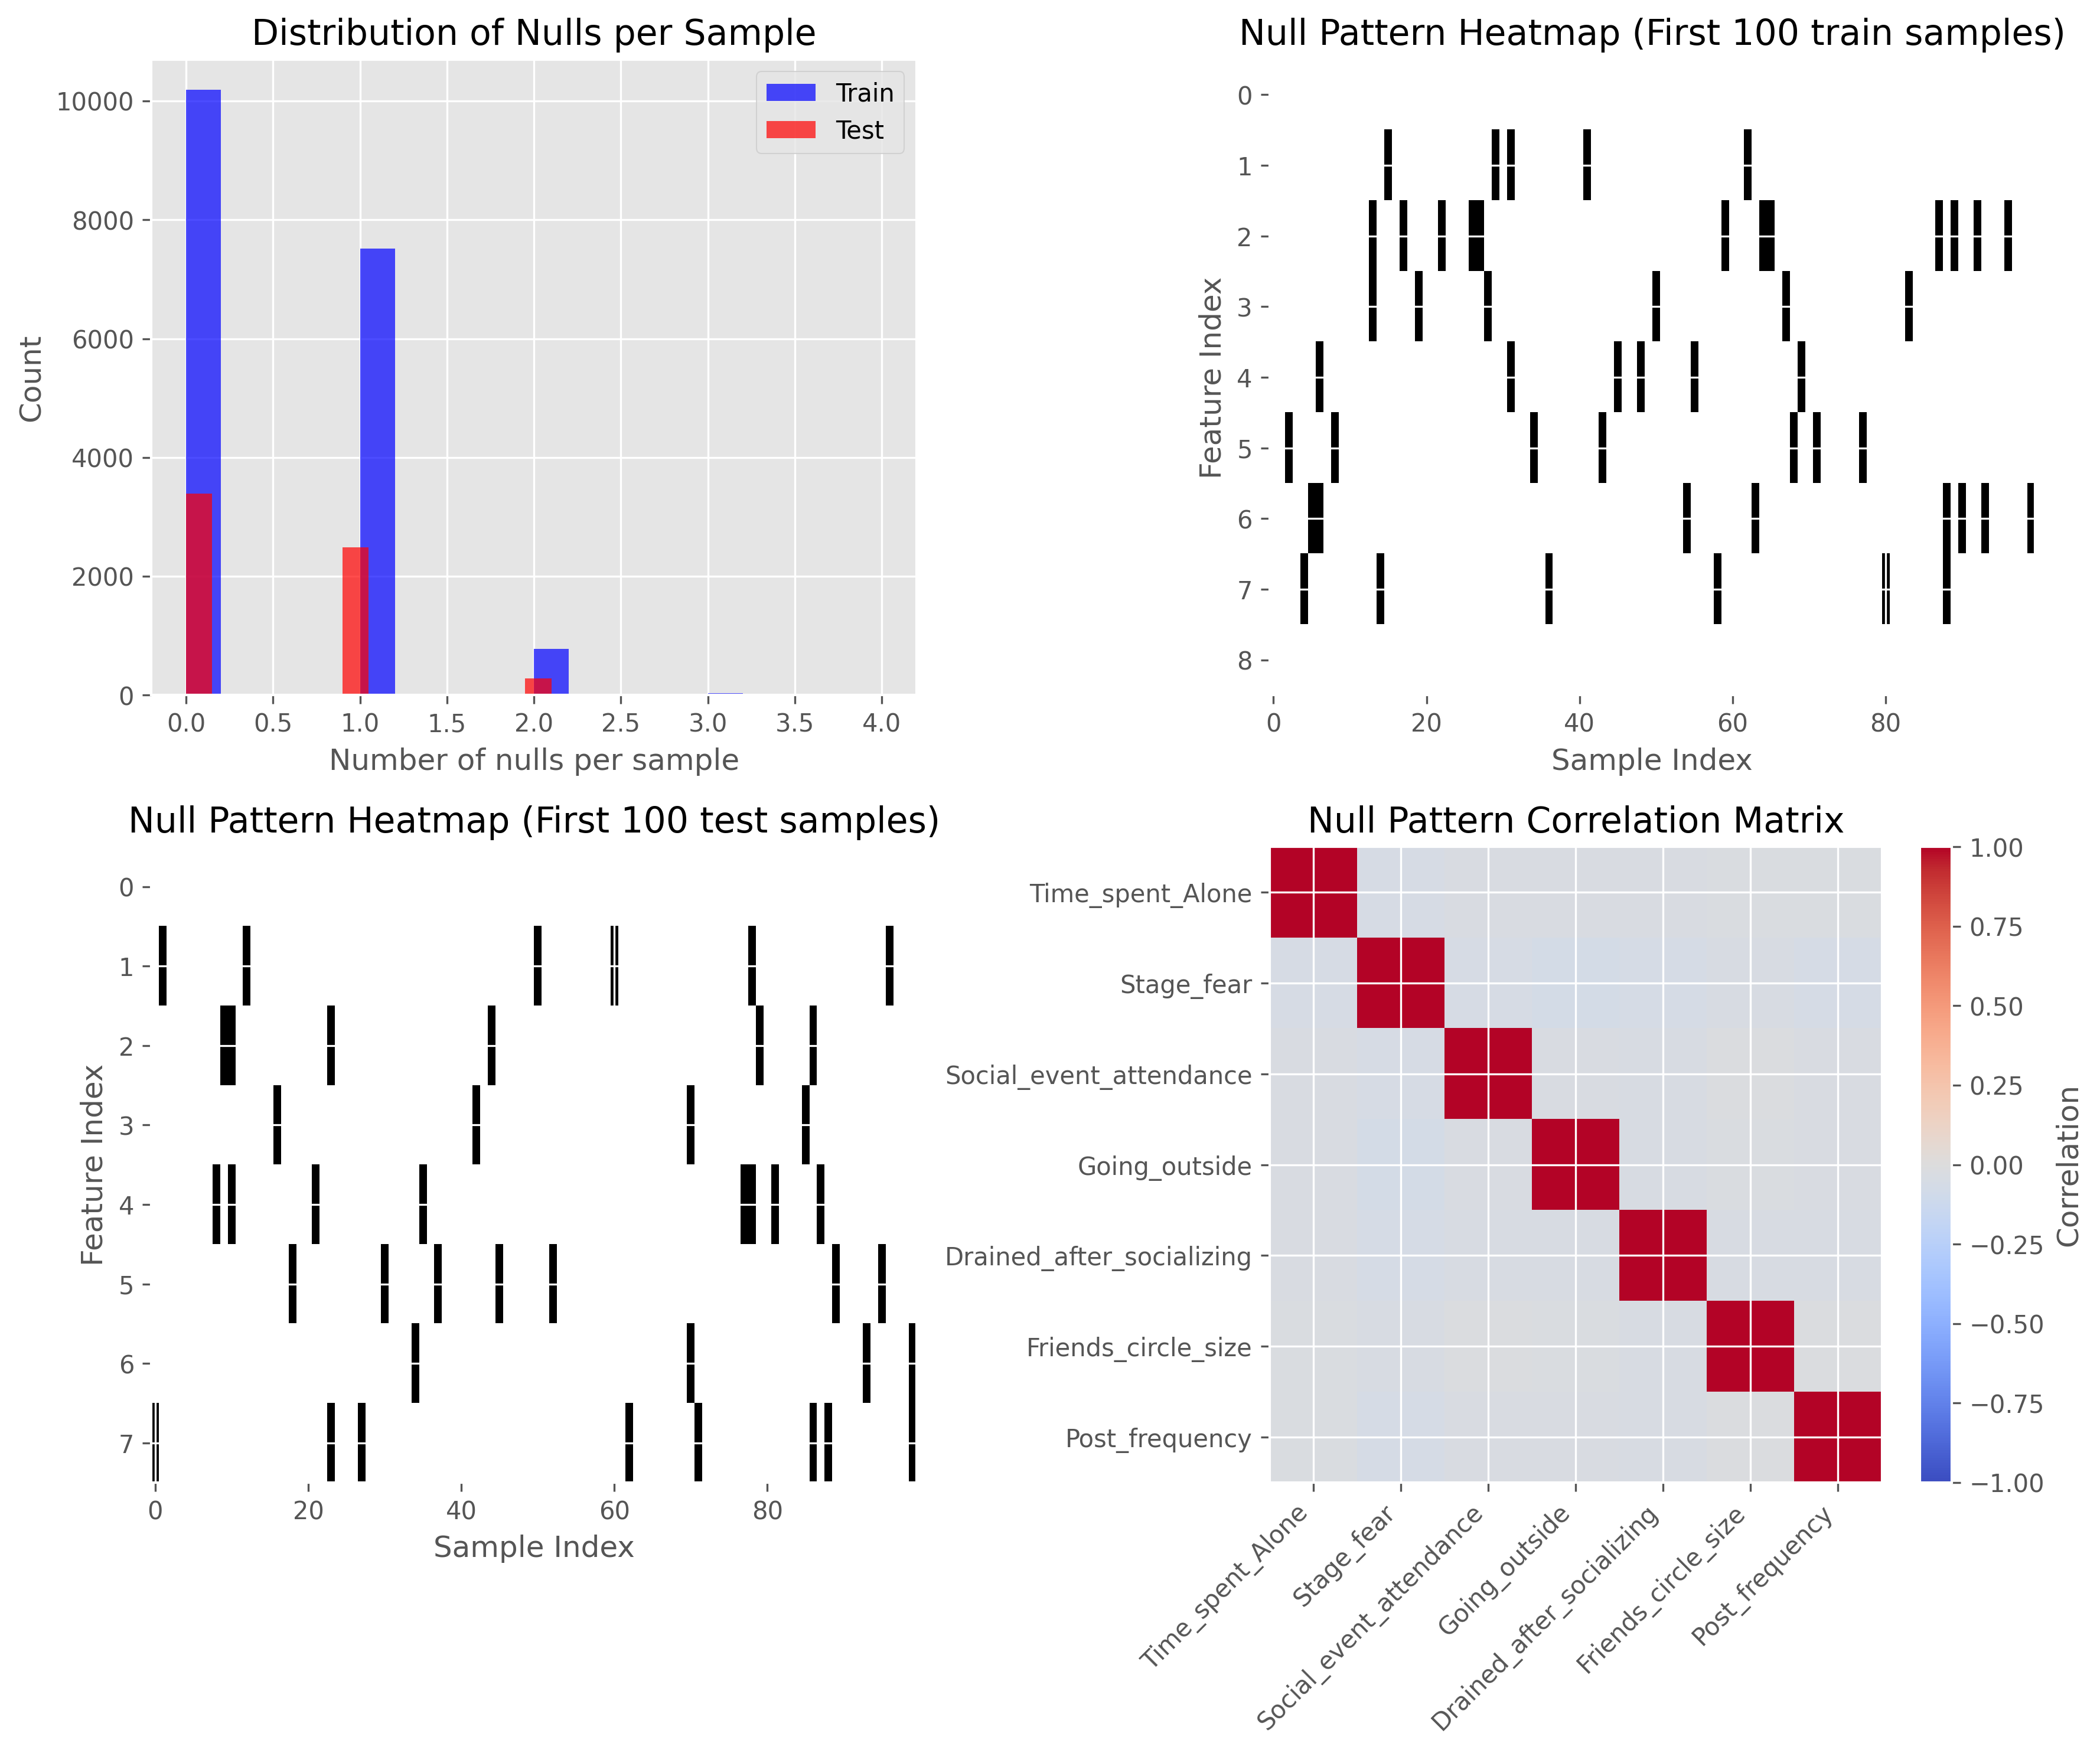 Distribution of Nulls per Sample
10000
8000
6000
4000
2000
0
Count
Train
Test
0.0 0.5 1.0 1.5 2.0 2.5 3.0 3.5 4.0
Number of nulls per sample
Null Pattern Heatmap (First 100 train samples)
0
1
2
3
4
5
6
7
8
Feature Index
0 20 40 60 80
Sample Index
Null Pattern Heatmap (First 100 test samples)
0
1
2
3
4
5
6
7
Feature Index
0 20 40 60 80
Sample Index
Null Pattern Correlation Matrix
Time_spent_Alone
Stage_fear
Social_event_attendance
Going_outside
Drained_after_socializing
Friends_circle_size
Post_frequency
Time_spent_Alone
Stage_fear
Social_event_attendance
Going_outside
Drained_after_socializing
Friends_circle_size
Post_frequency
1.00
0.75
0.50
0.25
0.00
−0.25
−0.50
−0.75
−1.00
Correlation